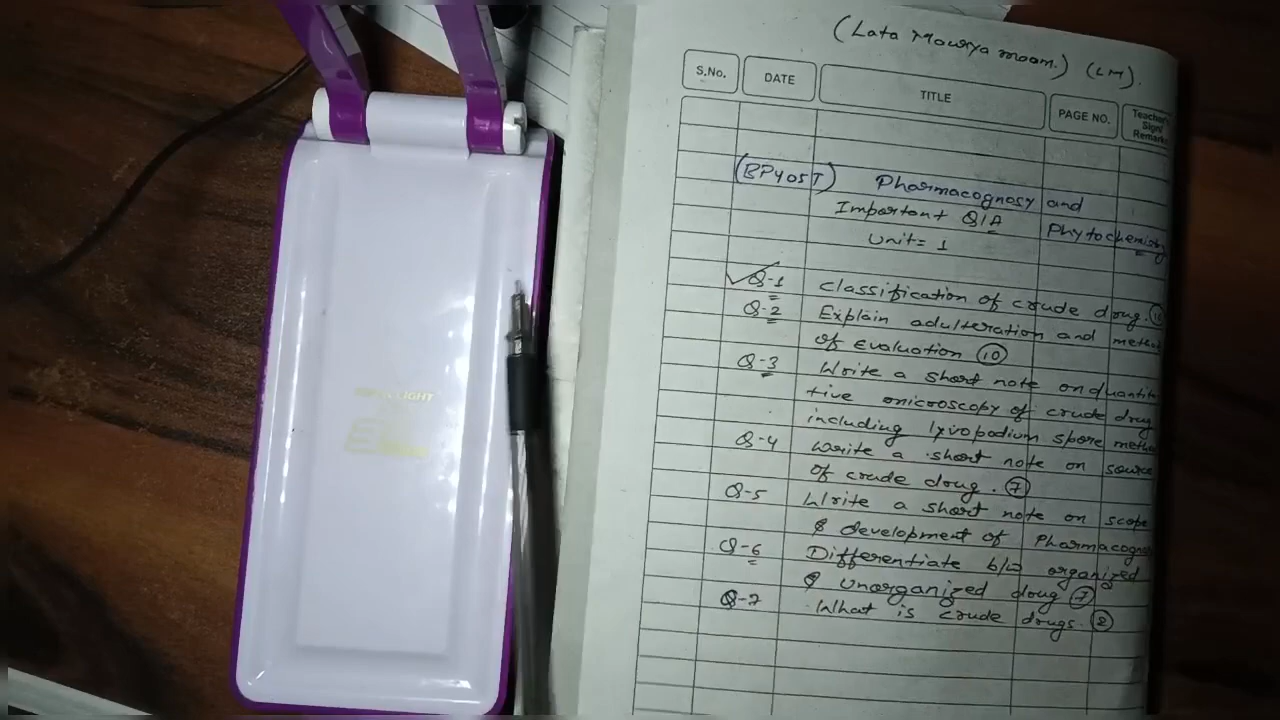 (Lata Mourya maam.) (LM).
S.No.
DATE
TITLE
PAGE NO.
Teacher's Sign/ Remarks
(BP405T) Pharmacognosy and
Phytochemistry
Important Q/A
Unit= 1
Q-1 Classification of crude drug. (10
Q-2 Explain adulteration and metho
of evaluation (10)
Q-3 Write a short note on quantita
tive microscopy of crude drug
including lycopodium spore metho
Q-4 Write a short note on source
of crude drug. (7)
Q-5 Write a short note on scope
& development of Pharmacogno
Q-6 Differentiate b/w organized
& unorganized drug (7)
Q-7 What is crude drugs. (2)
LIGHT